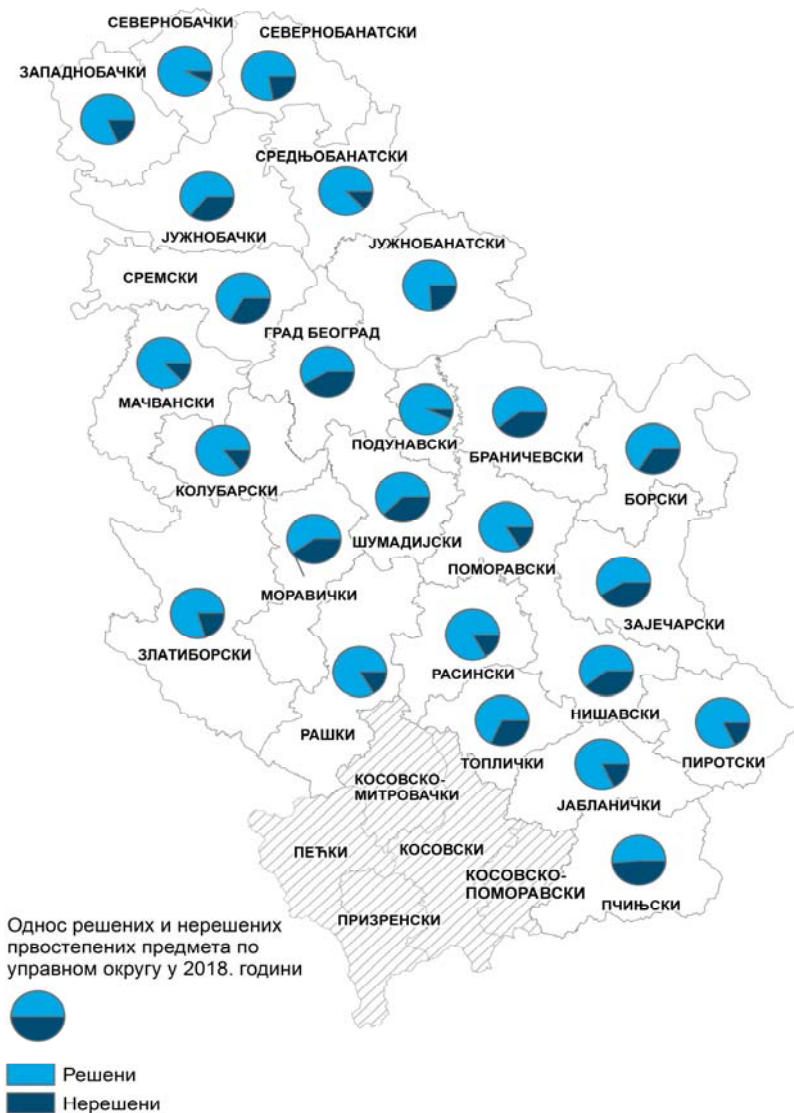 СЕВЕРНОБАЧКИ
СЕВЕРНОБАНАТСКИ
ЗАПАДНОБАЧКИ
СРЕДЊОБАНАТСКИ
ЈУЖНОБАЧКИ
ЈУЖНОБАНАТСКИ
СРЕМСКИ
ГРАД БЕОГРАД
МАЧВАНСКИ
ПОДУНАВСКИ
БРАНИЧЕВСКИ
КОЛУБАРСКИ
БОРСКИ
ШУМАДИЈСКИ
ПОМОРАВСКИ
МОРАВИЧКИ
ЗАЈЕЧАРСКИ
ЗЛАТИБОРСКИ
РАСИНСКИ
НИШАВСКИ
РАШКИ
ТОПЛИЧКИ
ПИРОТСКИ
КОСОВСКО-
МИТРОВАЧКИ
ЈАБЛАНИЧКИ
ПЕЋКИ
КОСОВСКИ
КОСОВСКО-
ПОМОРАВСКИ
ПЧИЊСКИ
ПРИЗРЕНСКИ
Однос решених и нерешених
првостепених предмета по
управном округу у 2018. години
Решени
Нерешени